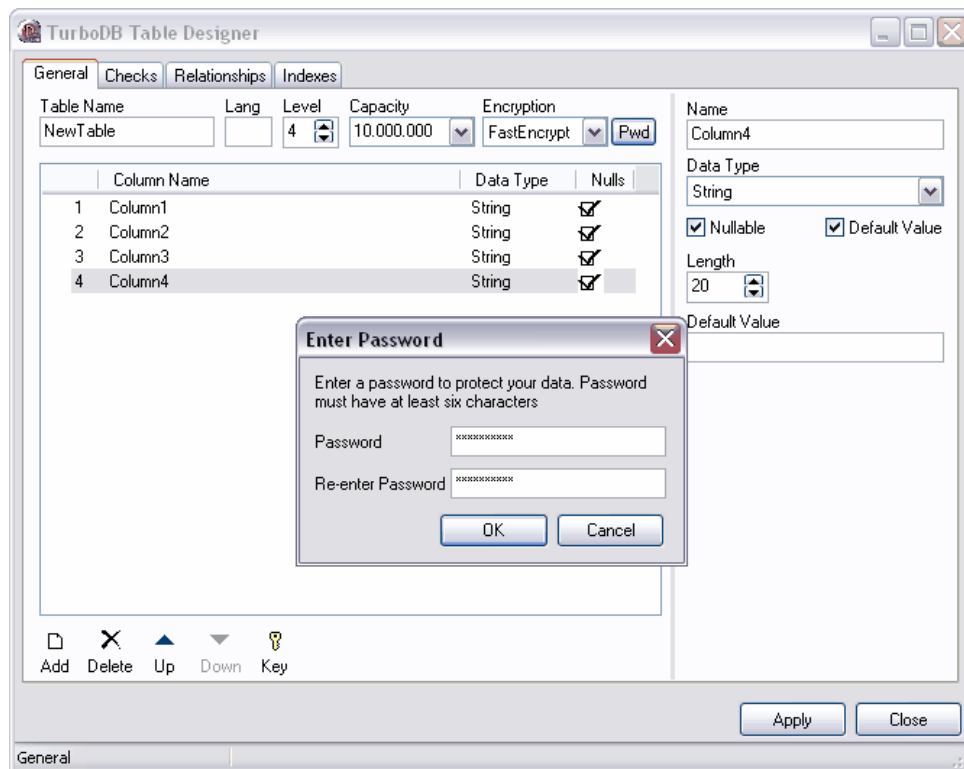 TurboDB Table Designer
General Checks Relationships Indexes
Table Name Lang Level Capacity Encryption
NewTable 4 10.000.000 FastEncrypt Pwd
Column Name Data Type Nulls
1 Column1 String
2 Column2 String
3 Column3 String
4 Column4 String
Name
Column4
Data Type
String
Nullable Default Value
Length
20
Default Value
Enter Password
Enter a password to protect your data. Password
must have at least six characters
Password **********
Re-enter Password **********
OK Cancel
Add Delete Up Down Key
Apply Close
General